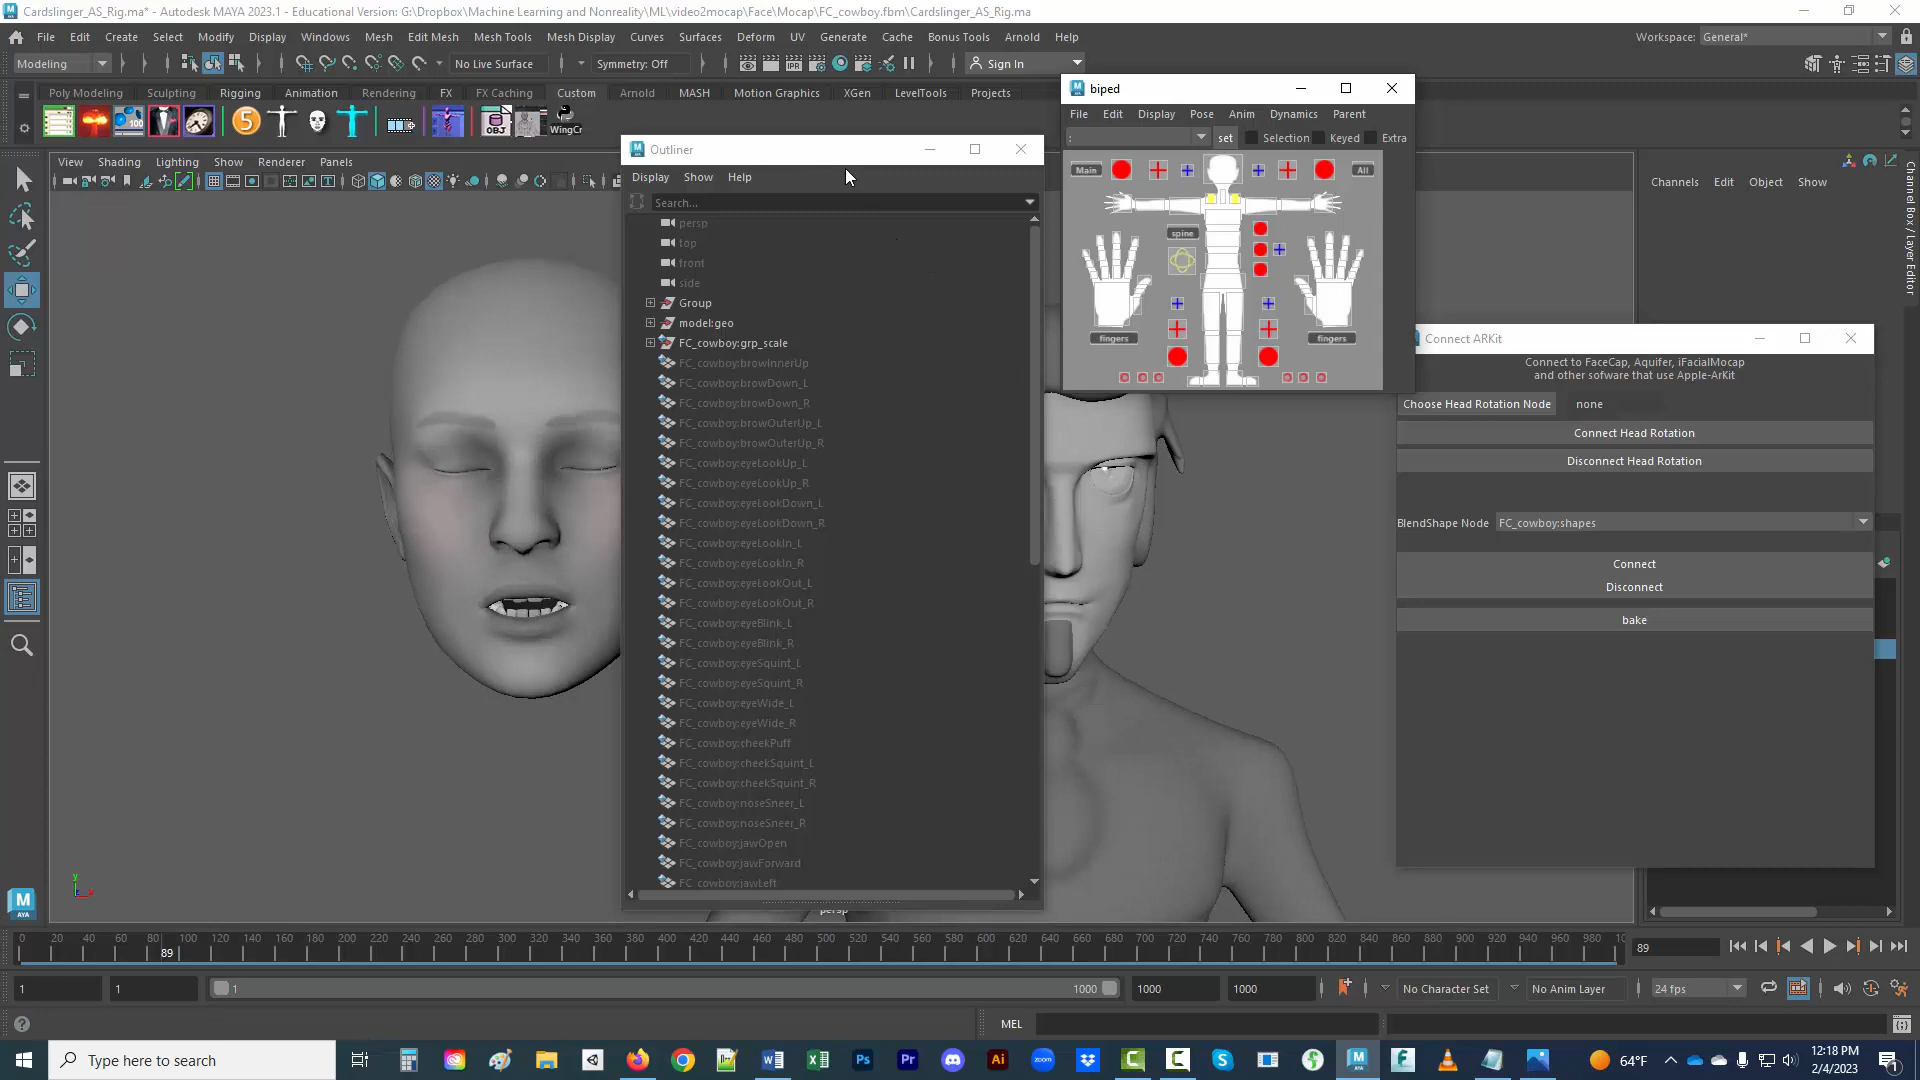 Cardslinger_AS_Rig.ma* - Autodesk MAYA 2023.1 - Educational Version: G:\Dropbox\Machine Learning and Nonreality\ML\video2mocap\Face\Mocap\FC_cowboy.fbm\Cardslinger_AS_Rig.ma
File Edit Create Select Modify Display Windows Mesh Edit Mesh Mesh Tools Mesh Display Curves Surfaces Deform UV Generate Cache Bonus Tools Arnold Help
Workspace: General*
Modeling
No Live Surface
Symmetry: Off
Sign In
Poly Modeling Sculpting Rigging Animation Rendering FX FX Caching Custom Arnold MASH Motion Graphics XGen LevelTools Projects
OBJ
WingCr
View Shading Lighting Show Renderer Panels
Outliner
Display Show Help
Search...
persp
top
front
side
Group
model:geo
FC_cowboy:grp_scale
FC_cowboy:browInnerUp
FC_cowboy:browDown_L
FC_cowboy:browDown_R
FC_cowboy:browOuterUp_L
FC_cowboy:browOuterUp_R
FC_cowboy:eyeLookUp_L
FC_cowboy:eyeLookUp_R
FC_cowboy:eyeLookDown_L
FC_cowboy:eyeLookDown_R
FC_cowboy:eyeLookIn_L
FC_cowboy:eyeLookIn_R
FC_cowboy:eyeLookOut_L
FC_cowboy:eyeLookOut_R
FC_cowboy:eyeBlink_L
FC_cowboy:eyeBlink_R
FC_cowboy:eyeSquint_L
FC_cowboy:eyeSquint_R
FC_cowboy:eyeWide_L
FC_cowboy:eyeWide_R
FC_cowboy:cheekPuff
FC_cowboy:cheekSquint_L
FC_cowboy:cheekSquint_R
FC_cowboy:noseSneer_L
FC_cowboy:noseSneer_R
FC_cowboy:jawOpen
FC_cowboy:jawForward
FC_cowboy:jawLeft
persp
biped
File Edit Display Pose Anim Dynamics Parent
: set Selection Keyed Extra
Main All
spine
fingers fingers
Channels Edit Object Show
Channel Box / Layer Editor
Connect ARKit
Connect to FaceCap, Aquifer, iFacialMocap
and other sofware that use Apple-ArKit
Choose Head Rotation Node none
Connect Head Rotation
Disconnect Head Rotation
BlendShape Node FC_cowboy:shapes
Connect
Disconnect
bake
0 20 40 60 80 100 120 140 160 180 200 220 240 260 280 300 320 340 360 380 400 420 440 460 480 500 520 540 560 580 600 620 640 660 680 700 720 740 760 780 800 820 840 860 880 900 920 940 960 980
89
89
1 1 1 1000 1000 1000 No Character Set No Anim Layer 24 fps
MEL
Type here to search
64°F
12:18 PM
2/4/2023